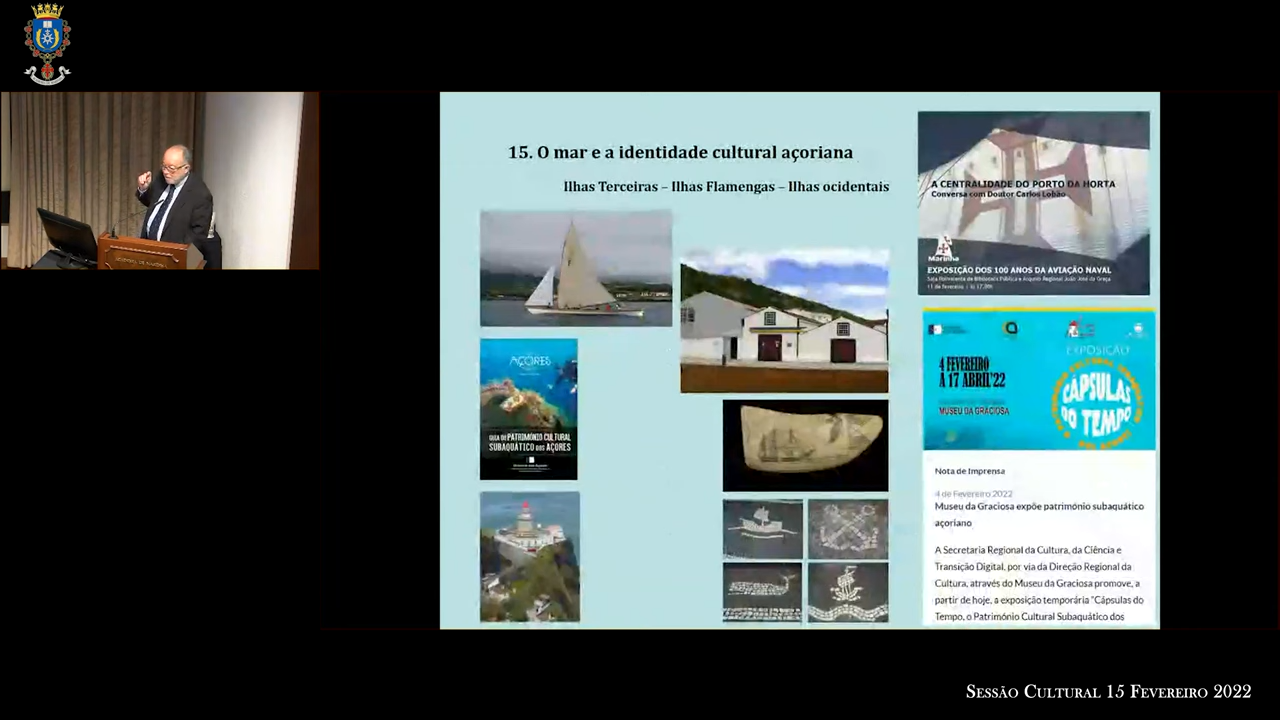 15. O mar e a identidade cultural açoriana
Ilhas Terceiras – Ilhas Flamengas – Ilhas ocidentais
AÇORES
GUIA DO PATRIMÓNIO CULTURAL
SUBAQUÁTICO DOS AÇORES
A CENTRALIDADE DO PORTO DA HORTA
Conversa com Doutor Carlos Lobão
Marinha
EXPOSIÇÃO DOS 100 ANOS DA AVIAÇÃO NAVAL
4 FEVEREIRO
A 17 ABRIL'22
MUSEU DA GRACIOSA
EXPOSIÇÃO
CÁPSULAS
DO TEMPO
Nota de Imprensa
4 de Fevereiro 2022
Museu da Graciosa expõe património subaquático
açoriano
A Secretaria Regional da Cultura, da Ciência e
Transição Digital, por via da Direção Regional da
Cultura, através do Museu da Graciosa promove, a
partir de hoje, a exposição temporária "Cápsulas do
Tempo, o Património Cultural Subaquático dos
Sessão Cultural 15 Fevereiro 2022